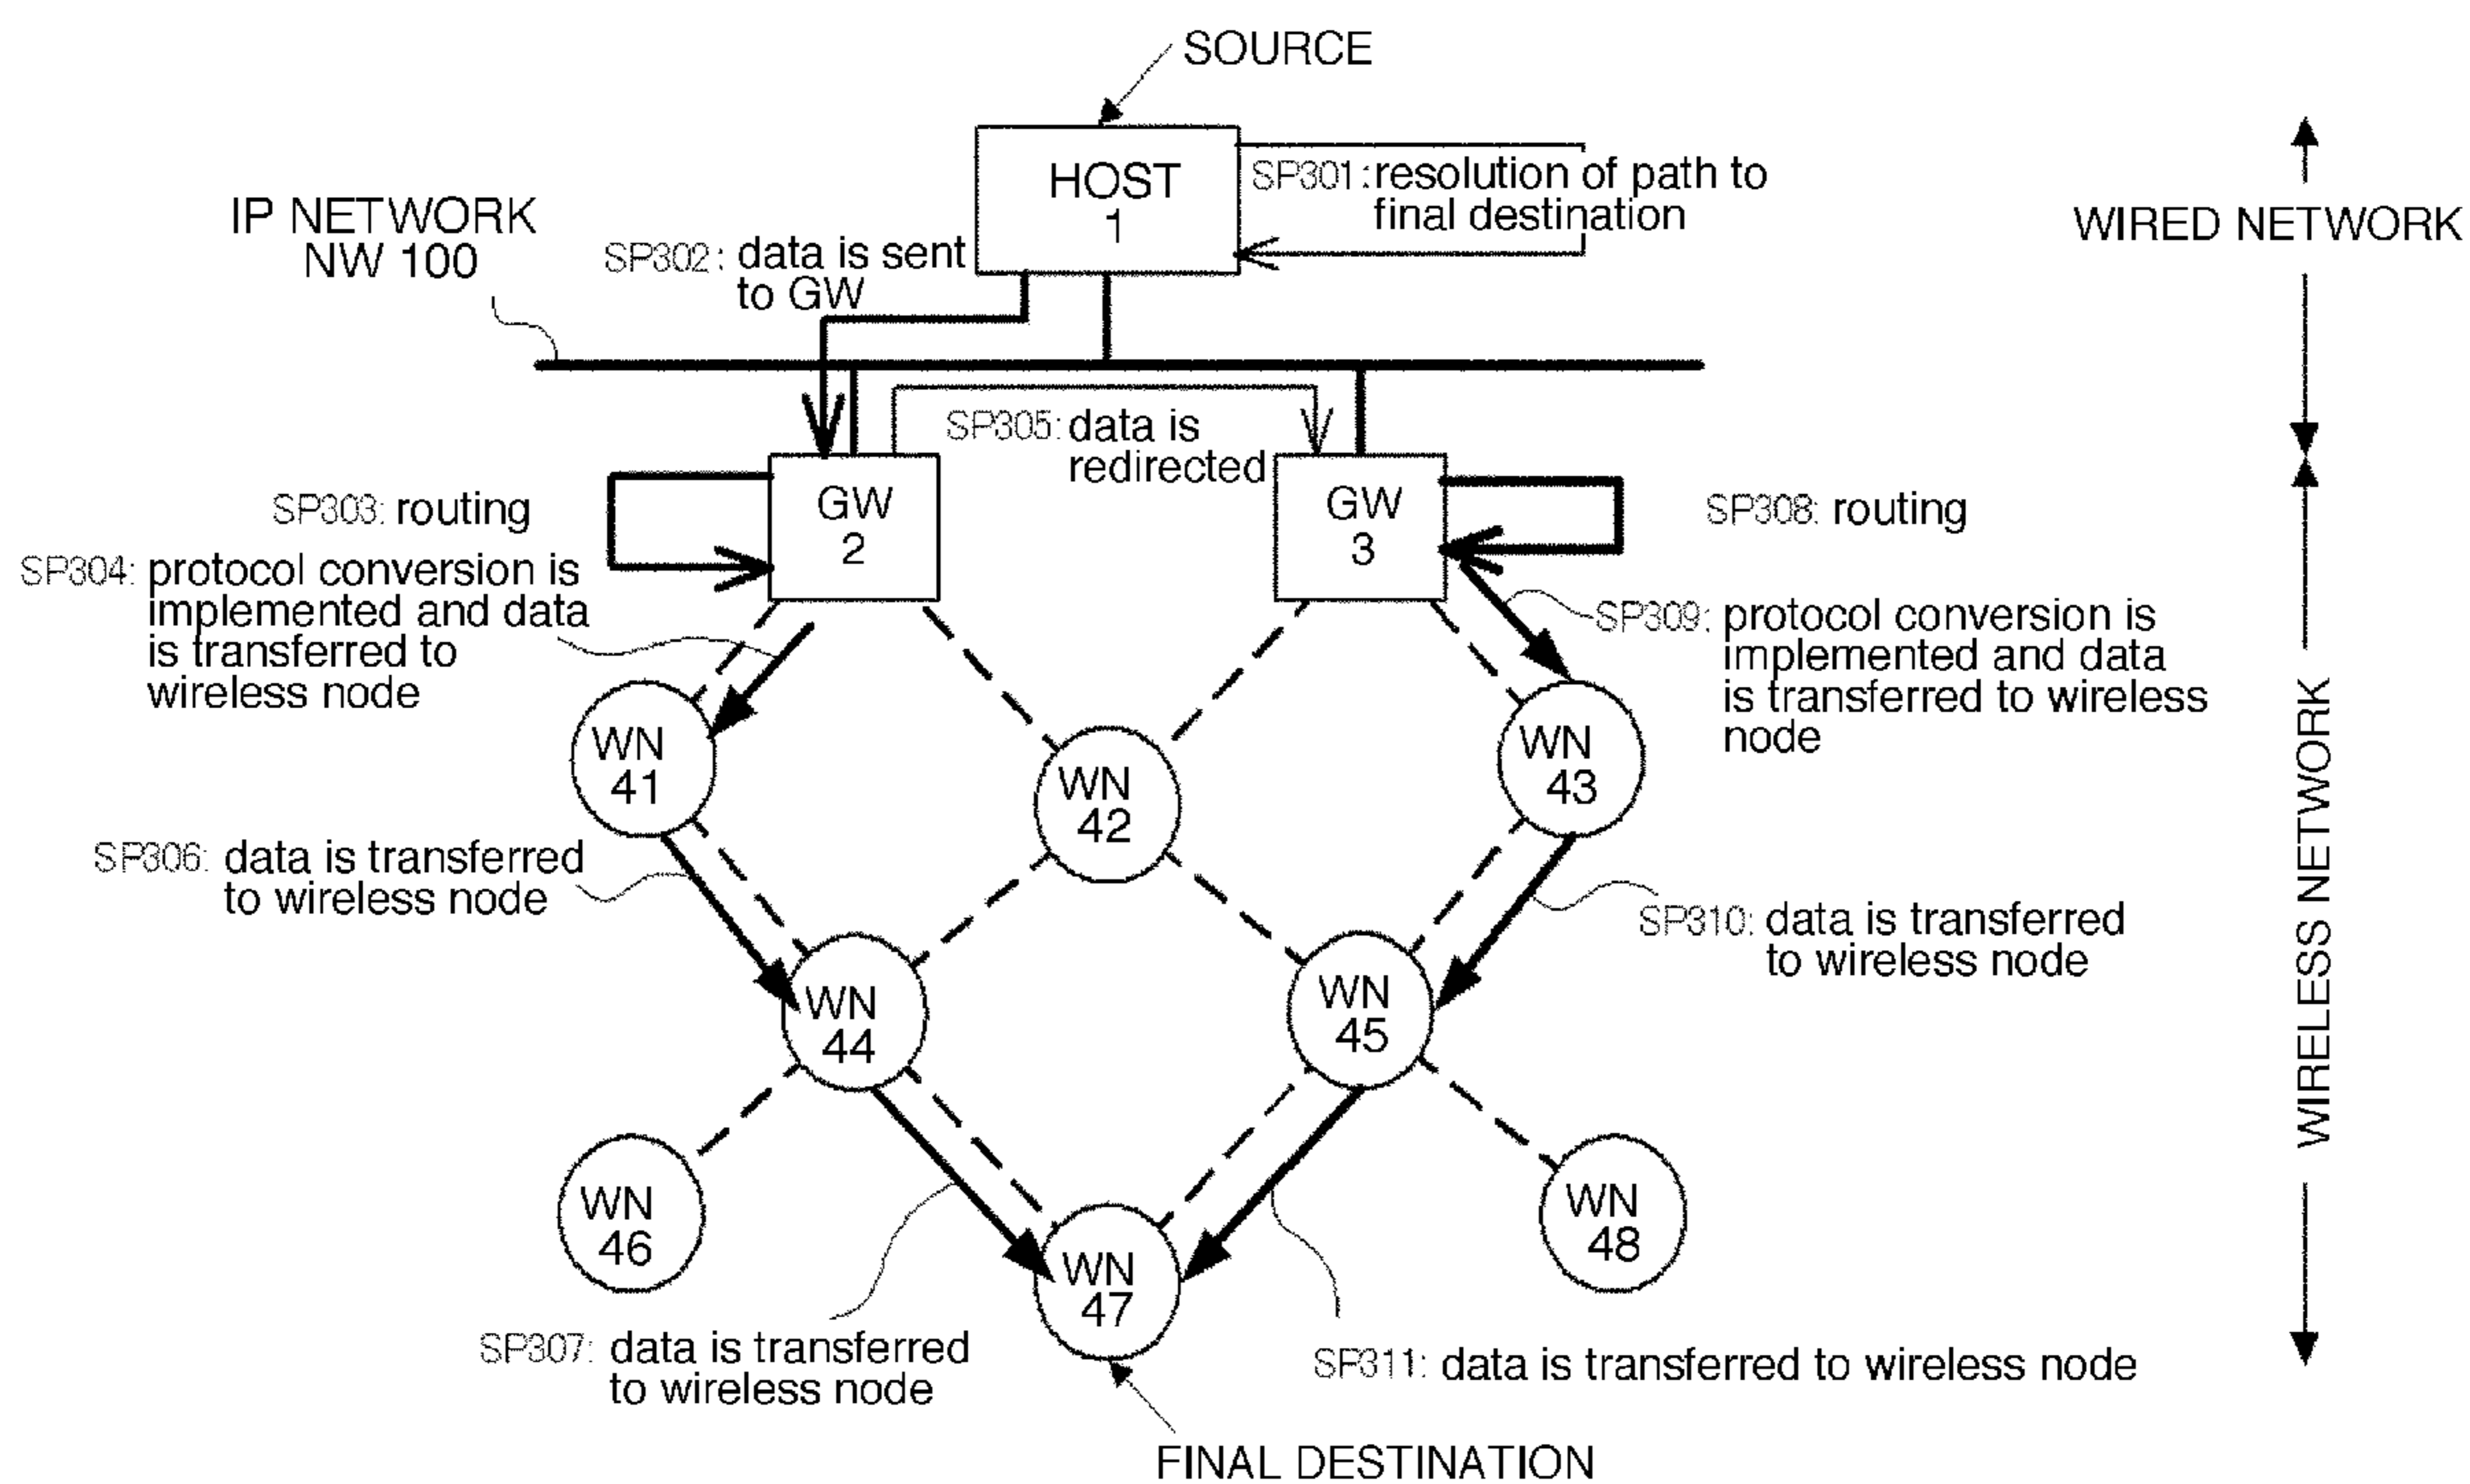 SOURCE
HOST
1
SP301: resolution of path to
final destination
WIRED NETWORK
IP NETWORK
NW 100
SP302: data is sent
to GW
SP305: data is
redirected
GW
2
GW
3
SP303: routing
SP308: routing
SP304: protocol conversion is
implemented and data
is transferred to
wireless node
SP309: protocol conversion is
implemented and data
is transferred to wireless
node
WN
41
WN
42
WN
43
WIRELESS NETWORK
SP306: data is transferred
to wireless node
SP310: data is transferred
to wireless node
WN
44
WN
45
WN
46
WN
47
WN
48
SP307: data is transferred
to wireless node
SP311: data is transferred to wireless node
FINAL DESTINATION